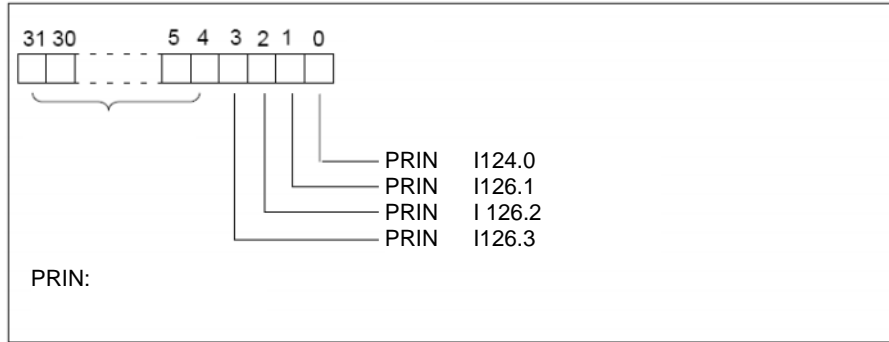 31 30 5 4 3 2 1 0
PRIN I124.0
PRIN I126.1
PRIN I 126.2
PRIN I126.3
PRIN: